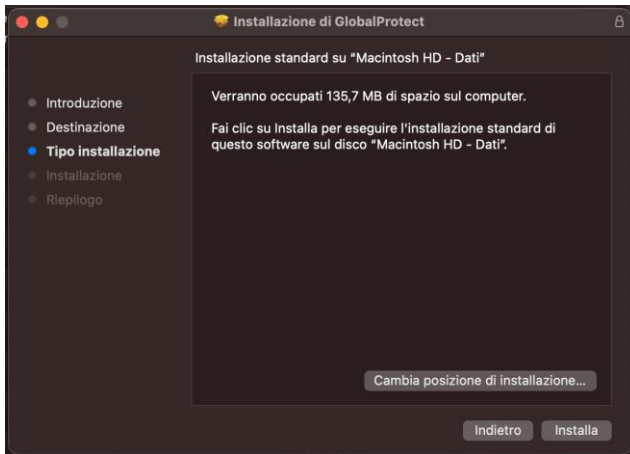 Installazione di GlobalProtect
Installazione standard su "Macintosh HD - Dati"
Introduzione
Destinazione
Tipo installazione
Installazione
Riepilogo
Verranno occupati 135,7 MB di spazio sul computer.
Fai clic su Installa per eseguire l'installazione standard di
questo software sul disco "Macintosh HD - Dati".
Cambia posizione di installazione...
Indietro
Installa